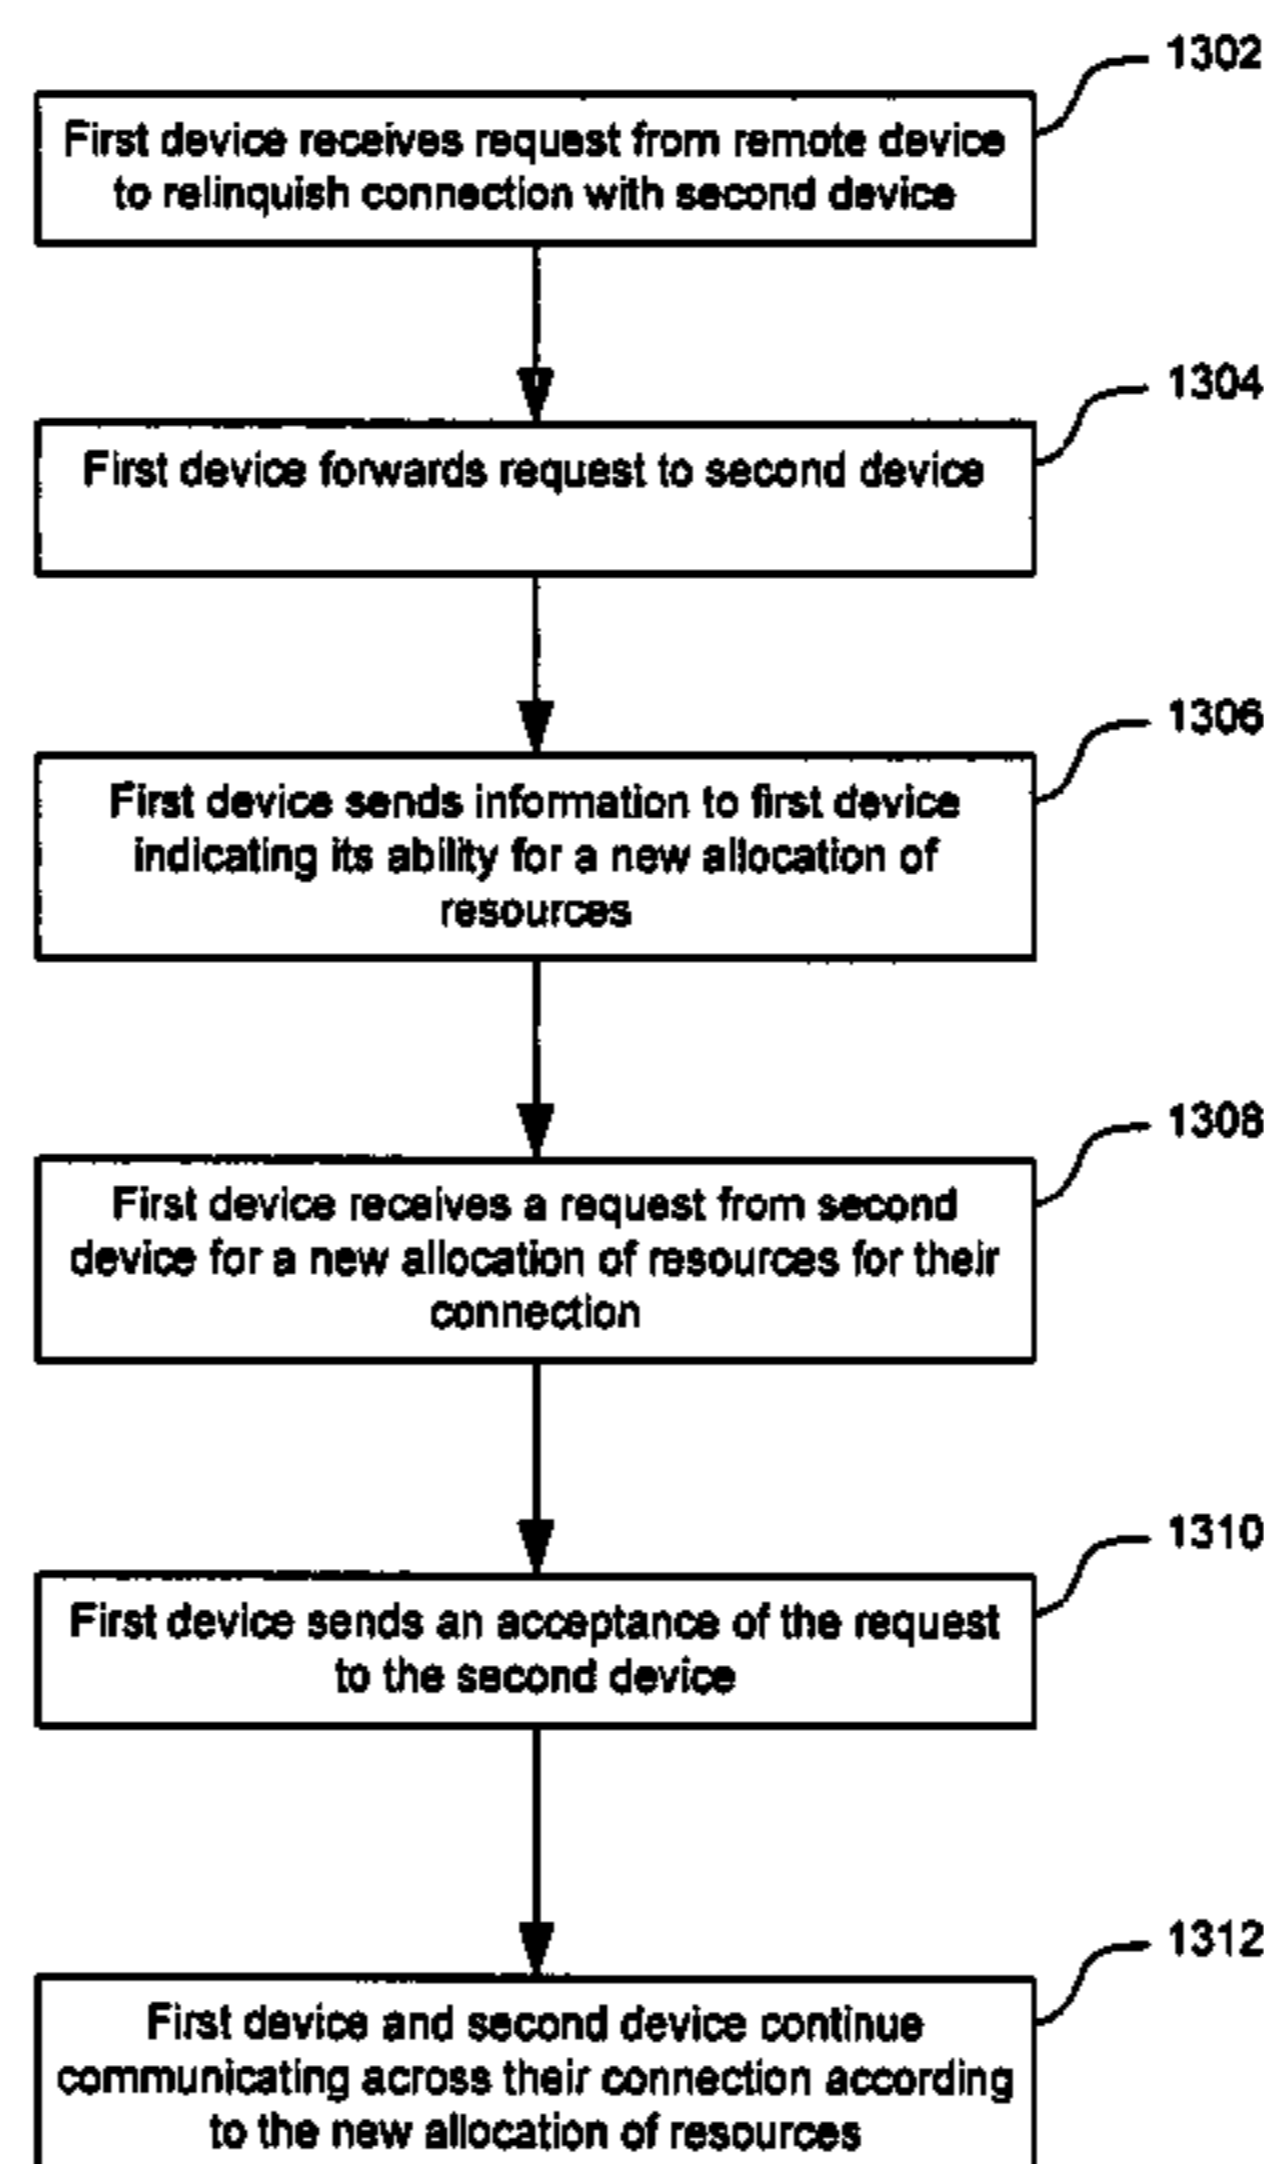 1302
First device receives request from remote device
to relinquish connection with second device
1304
First device forwards request to second device
1306
First device sends information to first device
indicating its ability for a new allocation of
resources
1308
First device receives a request from second
device for a new allocation of resources for their
connection
1310
First device sends an acceptance of the request
to the second device
1312
First device and second device continue
communicating across their connection according
to the new allocation of resources